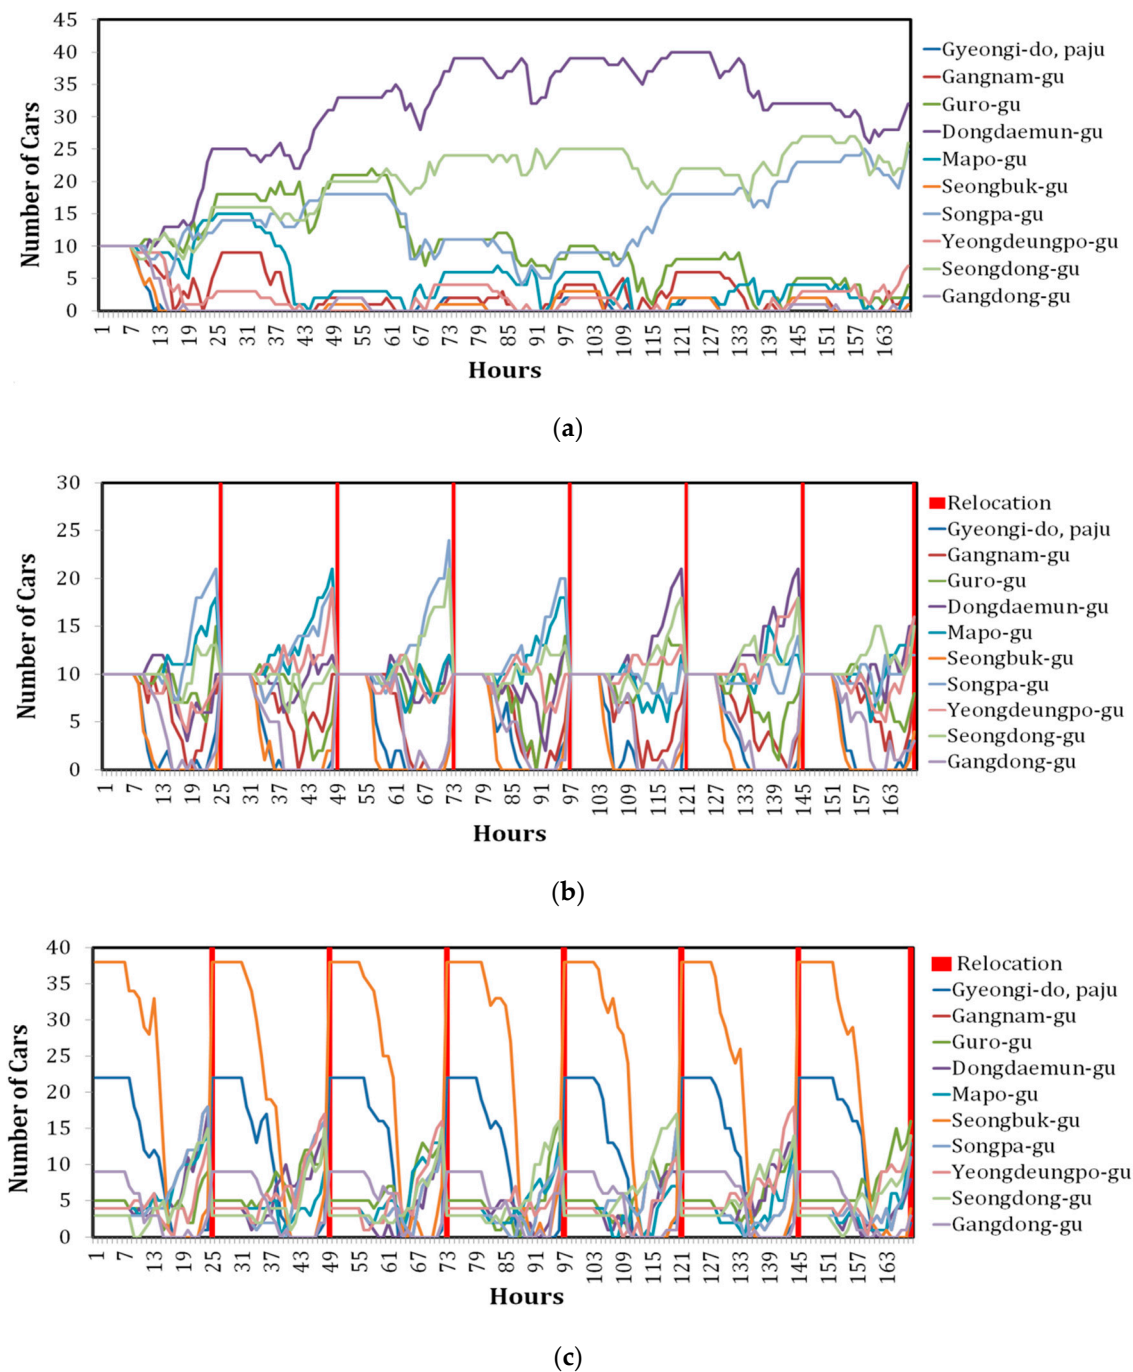 45
40
35
30
25
20
15
10
5
0
Number of Cars
1 7 13 19 25 31 37 43 49 55 61 67 73 79 85 91 97 103 109 115 121 127 133 139 145 151 157 163
Hours
Gyeongi-do, paju
Gangnam-gu
Guro-gu
Dongdaemun-gu
Mapo-gu
Seongbuk-gu
Songpa-gu
Yeongdeungpo-gu
Seongdong-gu
Gangdong-gu
(a)
30
25
20
15
10
5
0
Number of Cars
1 7 13 19 25 31 37 43 49 55 61 67 73 79 85 91 97 103 109 115 121 127 133 139 145 151 157 163
Hours
Relocation
Gyeongi-do, paju
Gangnam-gu
Guro-gu
Dongdaemun-gu
Mapo-gu
Seongbuk-gu
Songpa-gu
Yeongdeungpo-gu
Seongdong-gu
Gangdong-gu
(b)
40
35
30
25
20
15
10
5
0
Number of Cars
1 7 13 19 25 31 37 43 49 55 61 67 73 79 85 91 97 103 109 115 121 127 133 139 145 151 157 163
Hours
Relocation
Gyeongi-do, paju
Gangnam-gu
Guro-gu
Dongdaemun-gu
Mapo-gu
Seongbuk-gu
Songpa-gu
Yeongdeungpo-gu
Seongdong-gu
Gangdong-gu
(c)